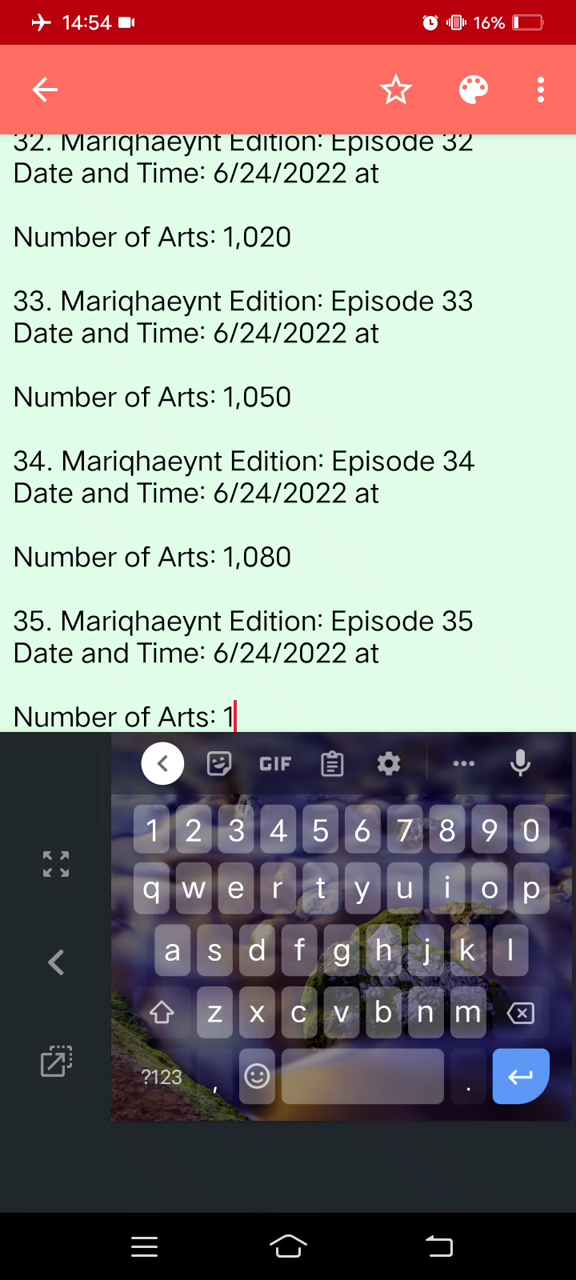 14:54
16%
32. Mariqhaeynt Edition: Episode 32
Date and Time: 6/24/2022 at
Number of Arts: 1,020
33. Mariqhaeynt Edition: Episode 33
Date and Time: 6/24/2022 at
Number of Arts: 1,050
34. Mariqhaeynt Edition: Episode 34
Date and Time: 6/24/2022 at
Number of Arts: 1,080
35. Mariqhaeynt Edition: Episode 35
Date and Time: 6/24/2022 at
Number of Arts: 1
GIF
1 2 3 4 5 6 7 8 9 0
q w e r t y u i o p
a s d f g h j k l
z x c v b n m
?123 , .